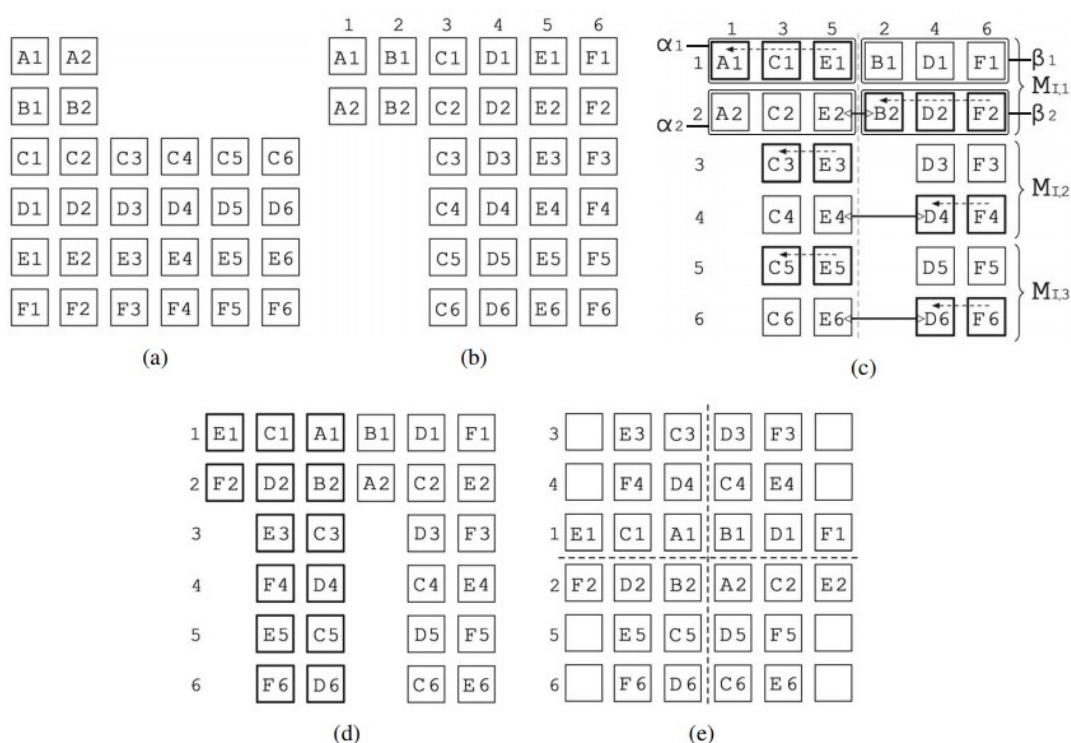 A1 A2
B1 B2
C1 C2 C3 C4 C5 C6
D1 D2 D3 D4 D5 D6
E1 E2 E3 E4 E5 E6
F1 F2 F3 F4 F5 F6
(a)
1 2 3 4 5 6
A1 B1 C1 D1 E1 F1
A2 B2 C2 D2 E2 F2
C3 D3 E3 F3
C4 D4 E4 F4
C5 D5 E5 F5
C6 D6 E6 F6
(b)
1 3 5 2 4 6
α1 1 A1 C1 E1 B1 D1 F1 β1
MI,1
α2 2 A2 C2 E2 B2 D2 F2 β2
3 C3 E3 D3 F3
MI,2
4 C4 E4 D4 F4
5 C5 E5 D5 F5
MI,3
6 C6 E6 D6 F6
(c)
1 E1 C1 A1 B1 D1 F1
2 F2 D2 B2 A2 C2 E2
3 E3 C3 D3 F3
4 F4 D4 C4 E4
5 E5 C5 D5 F5
6 F6 D6 C6 E6
(d)
3 E3 C3 D3 F3
4 F4 D4 C4 E4
1 E1 C1 A1 B1 D1 F1
2 F2 D2 B2 A2 C2 E2
5 E5 C5 D5 F5
6 F6 D6 C6 E6
(e)